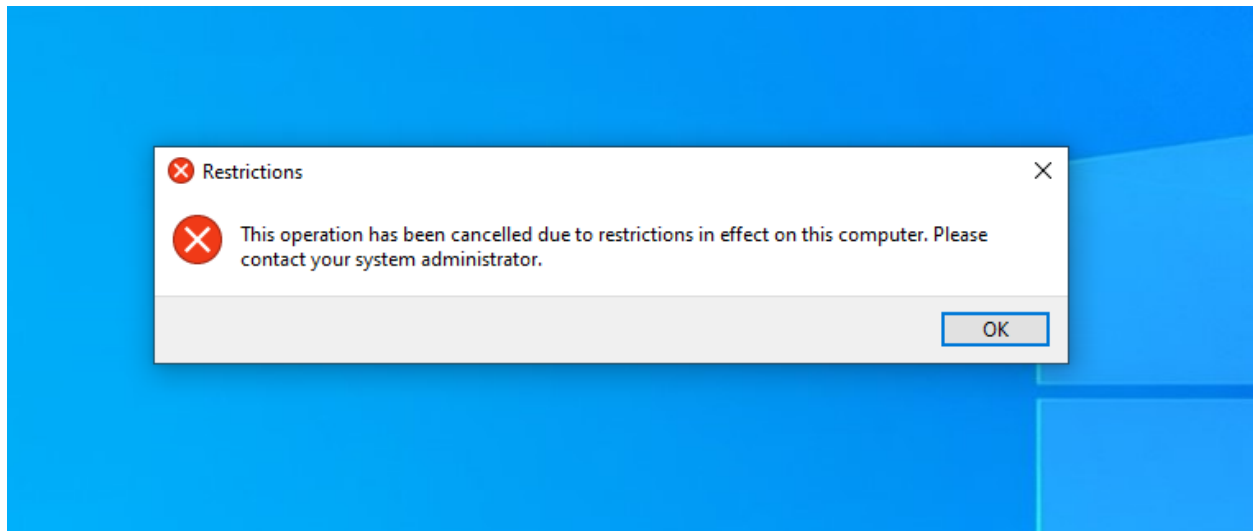 Restrictions
This operation has been cancelled due to restrictions in effect on this computer. Please
contact your system administrator.
OK